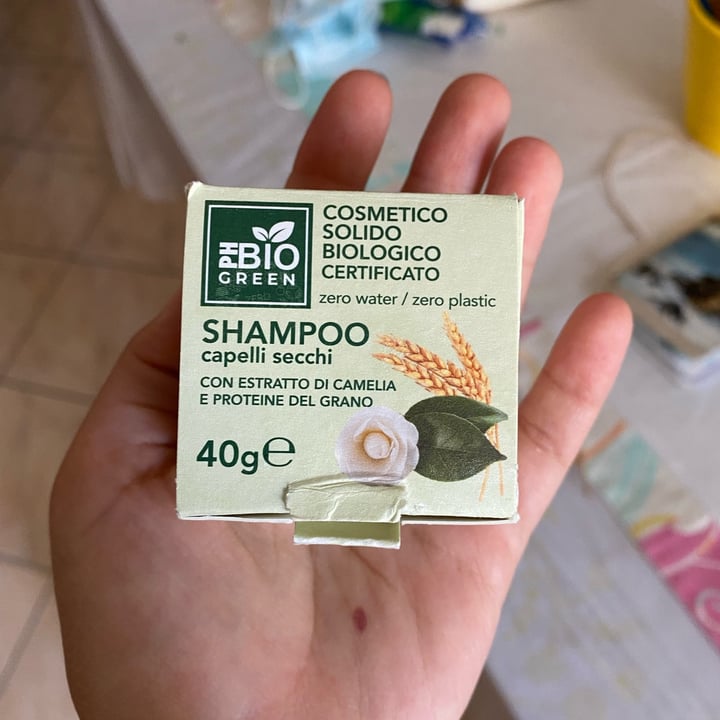 PH BIO
GREEN
COSMETICO
SOLIDO
BIOLOGICO
CERTIFICATO
zero water / zero plastic
SHAMPOO
capelli secchi
CON ESTRATTO DI CAMELIA
E PROTEINE DEL GRANO
40g℮